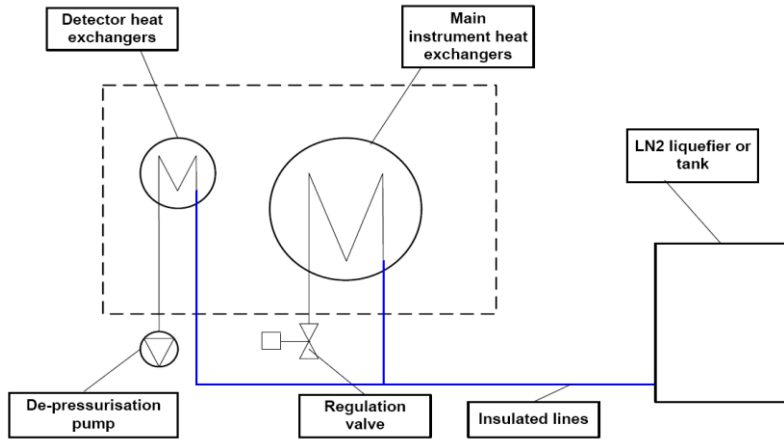 Detector heat
exchangers
Main
instrument heat
exchangers
LN2 liquefier or
tank
De-pressurisation
pump
Regulation
valve
Insulated lines